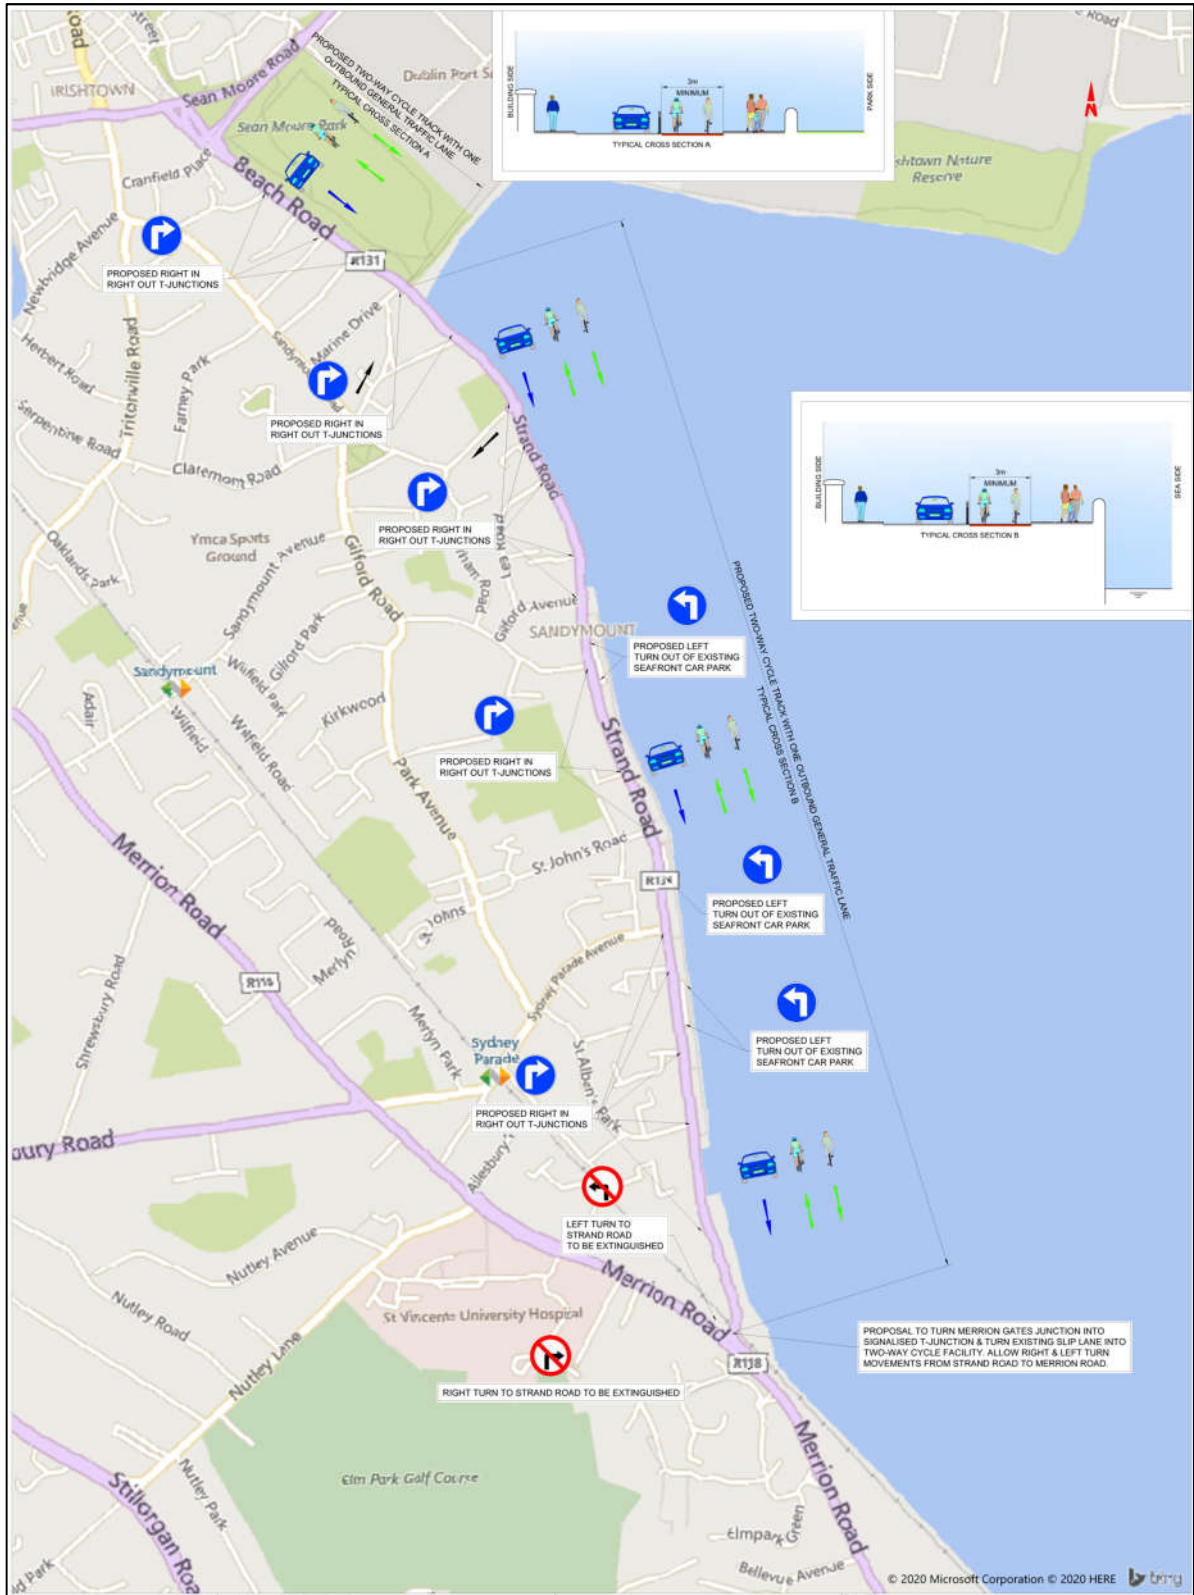 Road
Street
Road
IRISHTOWN
Sean Moore Road
PROPOSED TWO-WAY CYCLE TRACK WITH ONE
OUTBOUND GENERAL TRAFFIC LANE
TYPICAL CROSS SECTION A
Dublin Port
Sean Moore Park
BUILDING SIDE
3m
MINIMUM
PARK SIDE
TYPICAL CROSS SECTION A
N
shtown Nature
Reserve
Cranfield Place
Beach Road
Newbridge Avenue
PROPOSED RIGHT IN
RIGHT OUT T-JUNCTIONS
R131
Herbert Road
Tritonville Road
Farney Park
Marine Drive
Serpentine Road
PROPOSED RIGHT IN
RIGHT OUT T-JUNCTIONS
Claremont Road
Strand Road
BUILDING SIDE
3m
MINIMUM
SEA SIDE
TYPICAL CROSS SECTION B
Ymca Sports
Ground
PROPOSED RIGHT IN
RIGHT OUT T-JUNCTIONS
Oaklands Park
Sandymount Avenue
Gilford Road
Lea Road
ham Road
Gilford Avenue
SANDYMOUNT
Gilford Park
PROPOSED LEFT
TURN OUT OF EXISTING
SEAFRONT CAR PARK
PROPOSED TWO-WAY CYCLE TRACK WITH ONE OUTBOUND GENERAL TRAFFIC LANE
TYPICAL CROSS SECTION B
Sandymount
Wilfield Park
Adair
Wilfield
Wilfield Road
Kirkwood
Strand Road
PROPOSED RIGHT IN
RIGHT OUT T-JUNCTIONS
Park Avenue
Merrion Road
St John's Road
R131
PROPOSED LEFT
TURN OUT OF EXISTING
SEAFRONT CAR PARK
Johns
Merlyn Road
Shrewsbury Road
R118
Sydney Parade Avenue
Merlyn Park
Sydney
Parade
St Alban's Park
PROPOSED LEFT
TURN OUT OF EXISTING
SEAFRONT CAR PARK
PROPOSED RIGHT IN
RIGHT OUT T-JUNCTIONS
bury Road
Ailesbury
LEFT TURN TO
STRAND ROAD
TO BE EXTINGUISHED
Nutley Avenue
Merrion Road
Nutley Road
Nutley Lane
St Vincents University Hospital
PROPOSAL TO TURN MERRION GATES JUNCTION INTO
SIGNALISED T-JUNCTION & TURN EXISTING SLIP LANE INTO
TWO-WAY CYCLE FACILITY. ALLOW RIGHT & LEFT TURN
MOVEMENTS FROM STRAND ROAD TO MERRION ROAD.
R118
RIGHT TURN TO STRAND ROAD TO BE EXTINGUISHED
Merrion Road
Stillorgan Roa
Nutley Park
Elm Park Golf Course
Elmpark Green
Bellevue Avenue
d Park
© 2020 Microsoft Corporation © 2020 HERE
bing